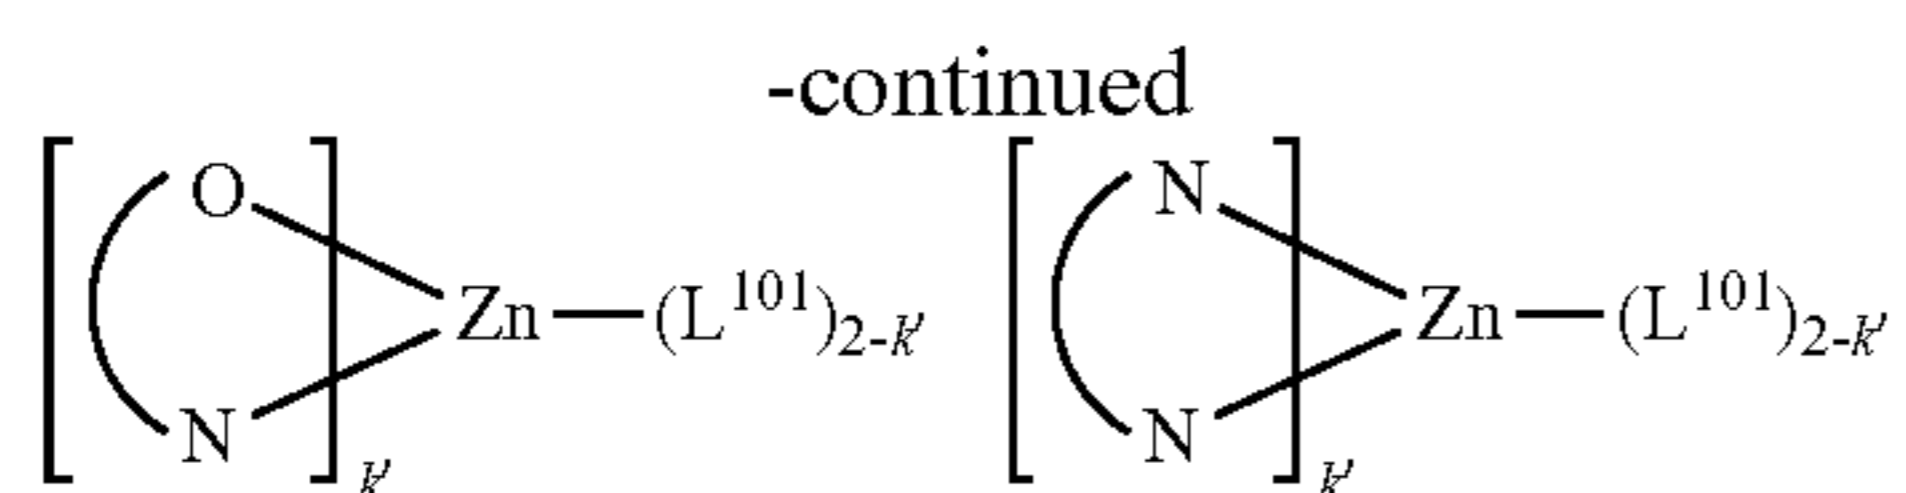 -continued
O N
Zn—(L¹⁰¹)₂₋ₖ′ Zn—(L¹⁰¹)₂₋ₖ′
N N
k′ k′